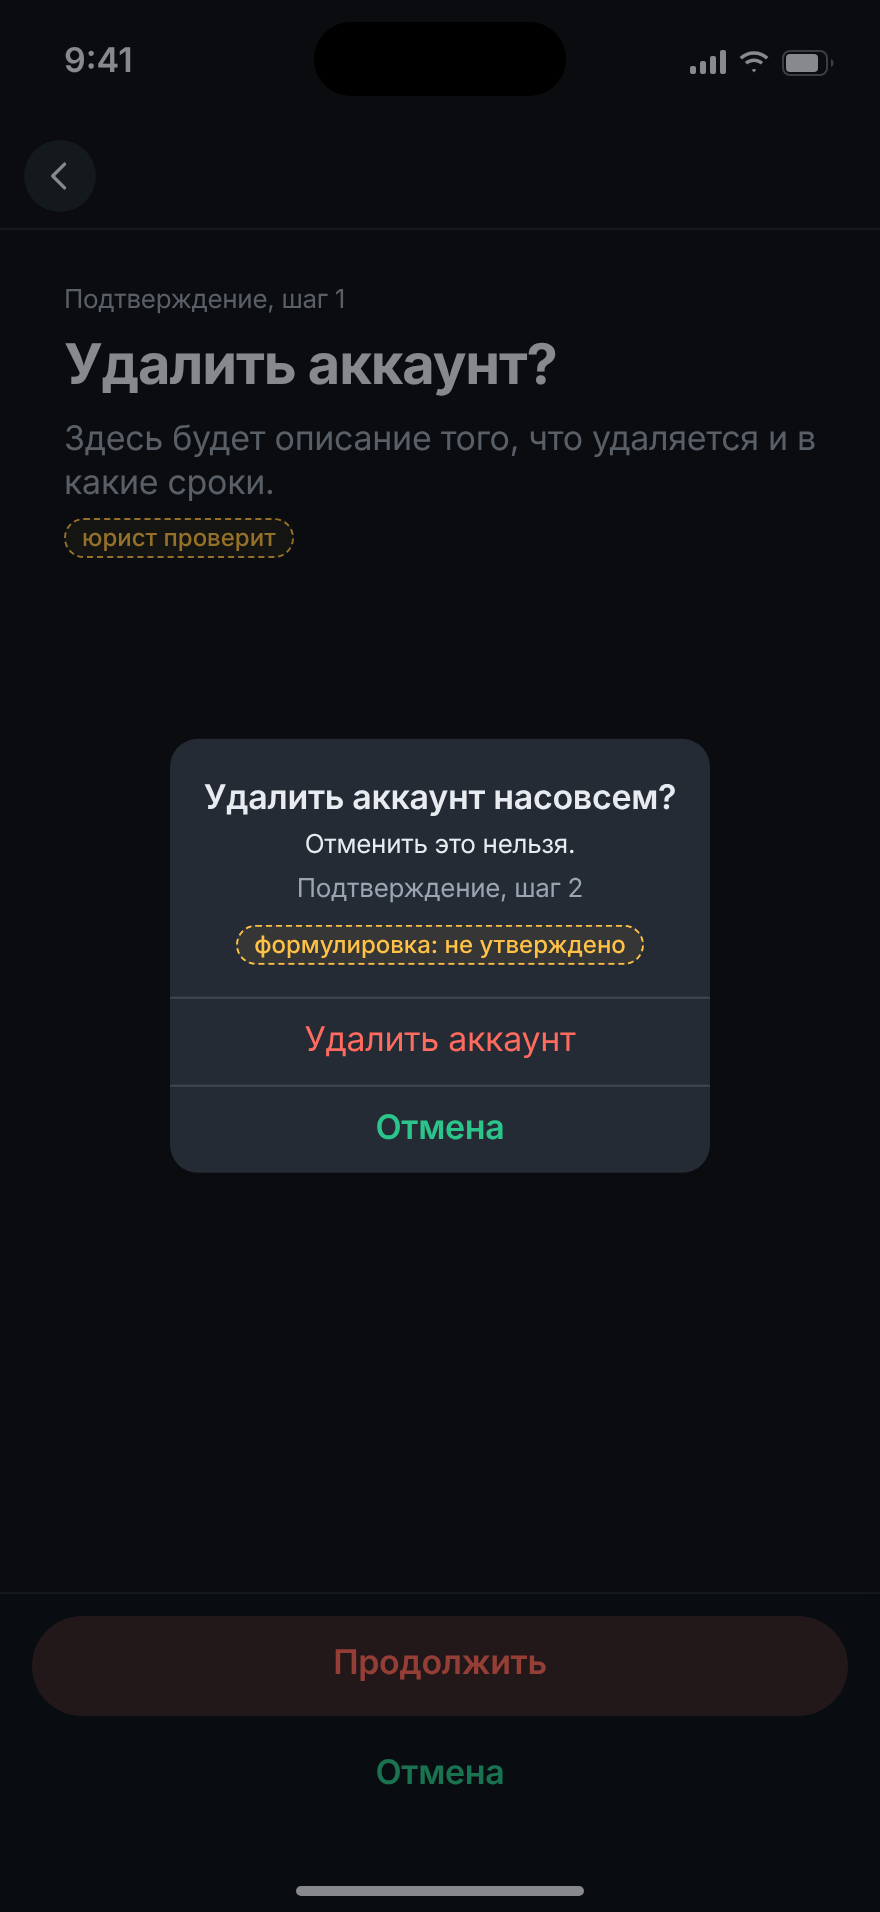 9:41
Подтверждение, шаг 1
Удалить аккаунт?
Здесь будет описание того, что удаляется и в
какие сроки.
юрист проверит
Удалить аккаунт насовсем?
Отменить это нельзя.
Подтверждение, шаг 2
формулировка: не утверждено
Удалить аккаунт
Отмена
Продолжить
Отмена